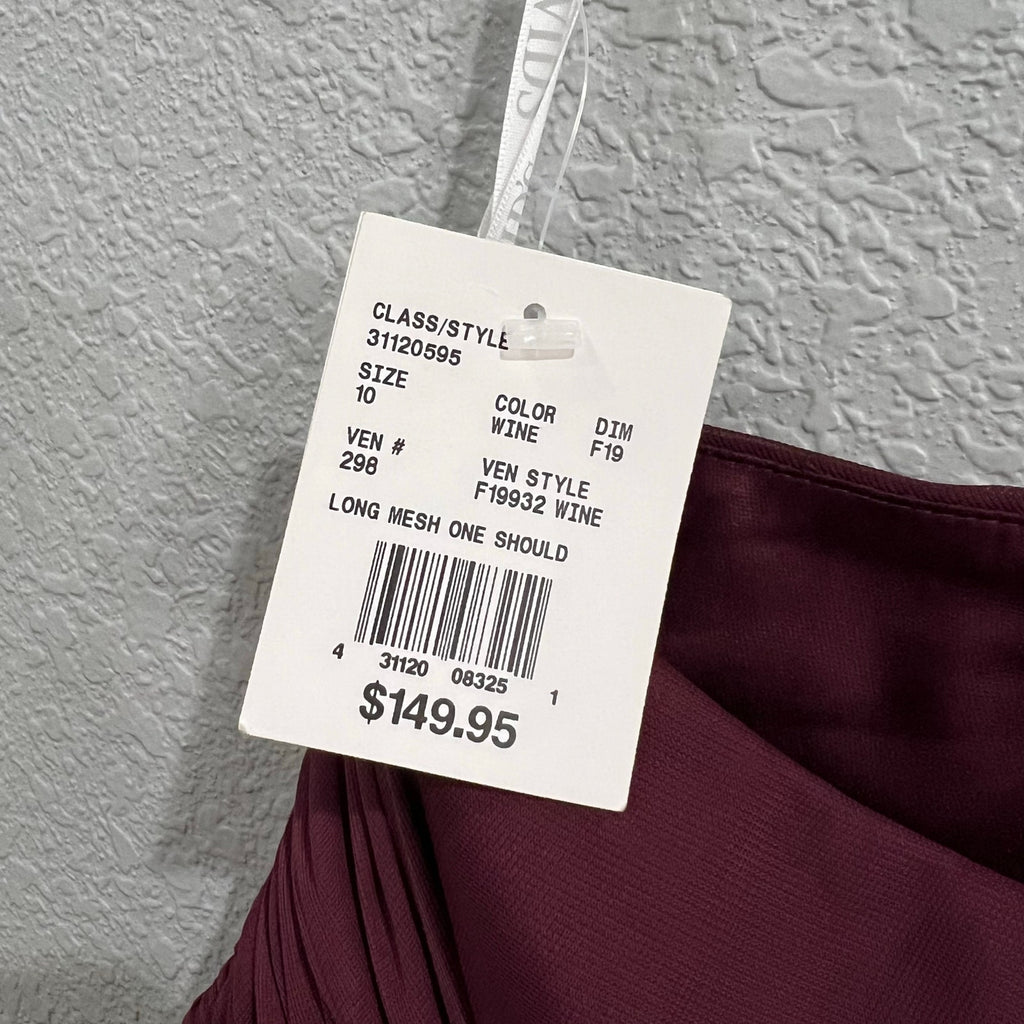 CLASS/STYLE
31120595
SIZE
10
COLOR
WINE
DIM
F19
VEN #
298
VEN STYLE
F19932 WINE
LONG MESH ONE SHOULD
4 31120 08325 1
$149.95